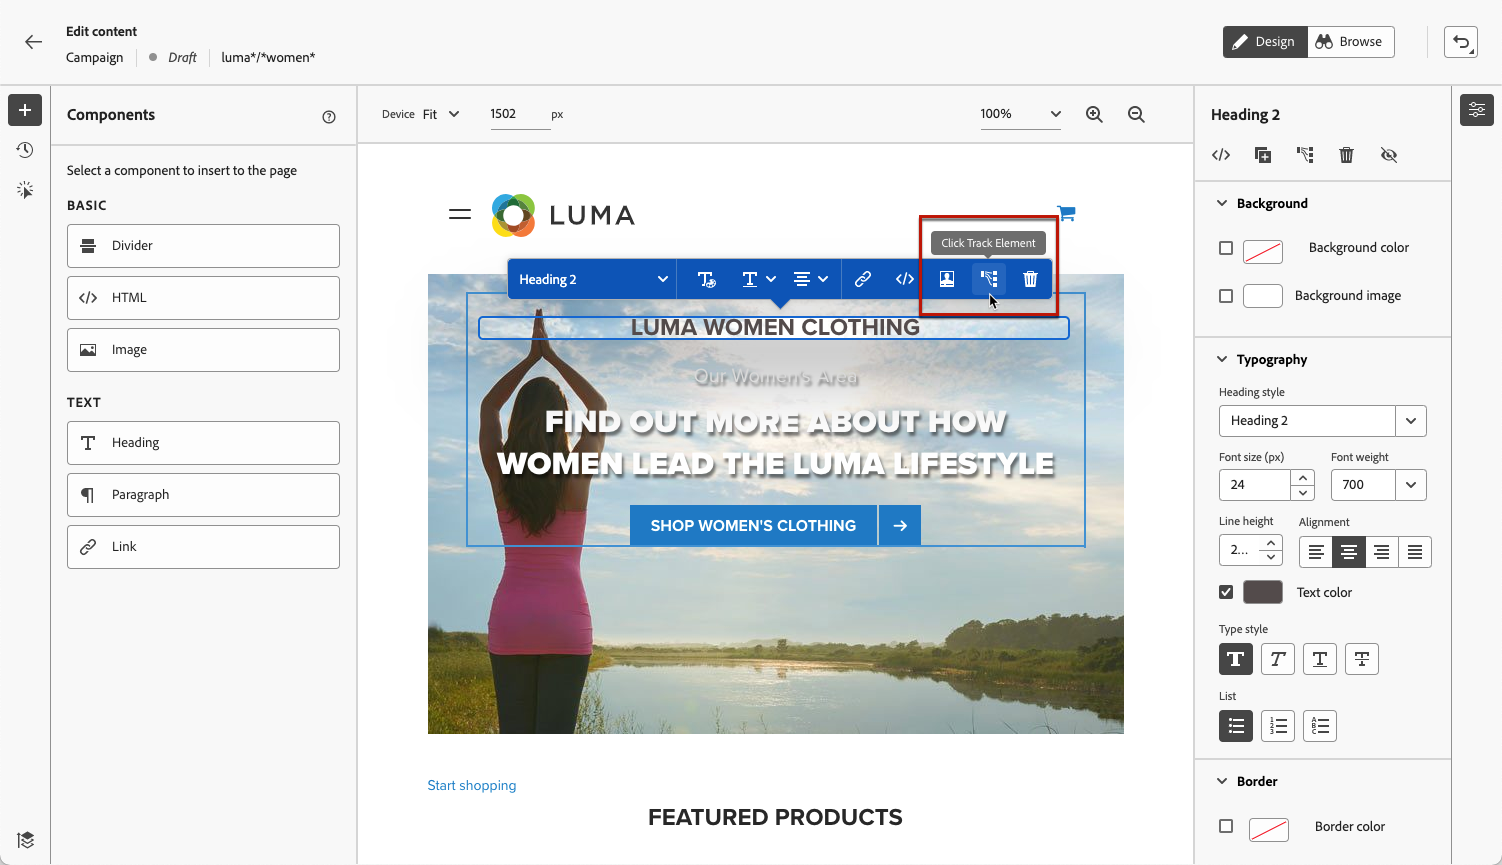 Edit content
Campaign Draft luma*/*women*
Design Browse
Components
Device Fit 1502 px 100%
Heading 2
Select a component to insert to the page
BASIC
Divider
HTML
Image
TEXT
Heading
Paragraph
Link
LUMA
Click Track Element
Heading 2
LUMA WOMEN CLOTHING
Our Women's Area
FIND OUT MORE ABOUT HOW
WOMEN LEAD THE LUMA LIFESTYLE
SHOP WOMEN'S CLOTHING
Start shopping
FEATURED PRODUCTS
Background
Background color
Background image
Typography
Heading style
Heading 2
Font size (px) Font weight
24 700
Line height Alignment
2...
Text color
Type style
List
Border
Border color